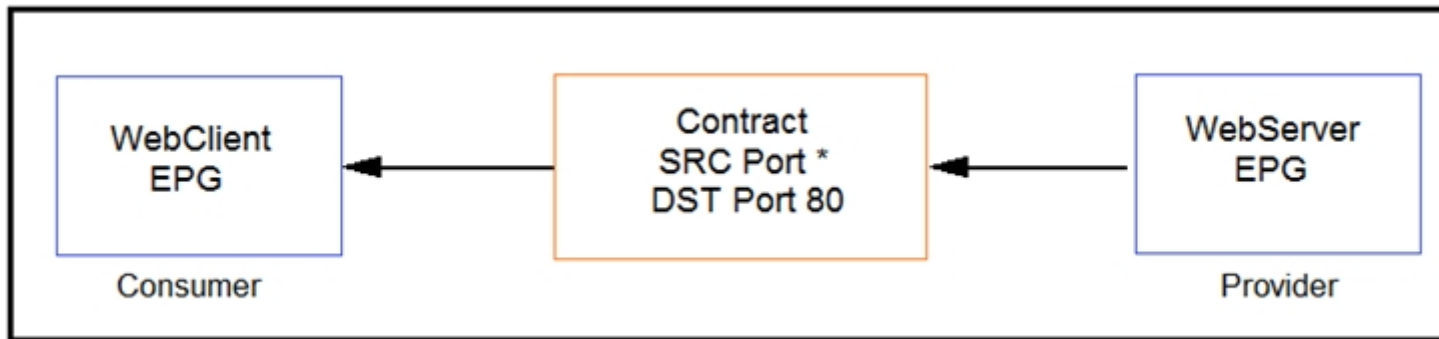 WebClient
EPG
Consumer
Contract
SRC Port *
DST Port 80
WebServer
EPG
Provider